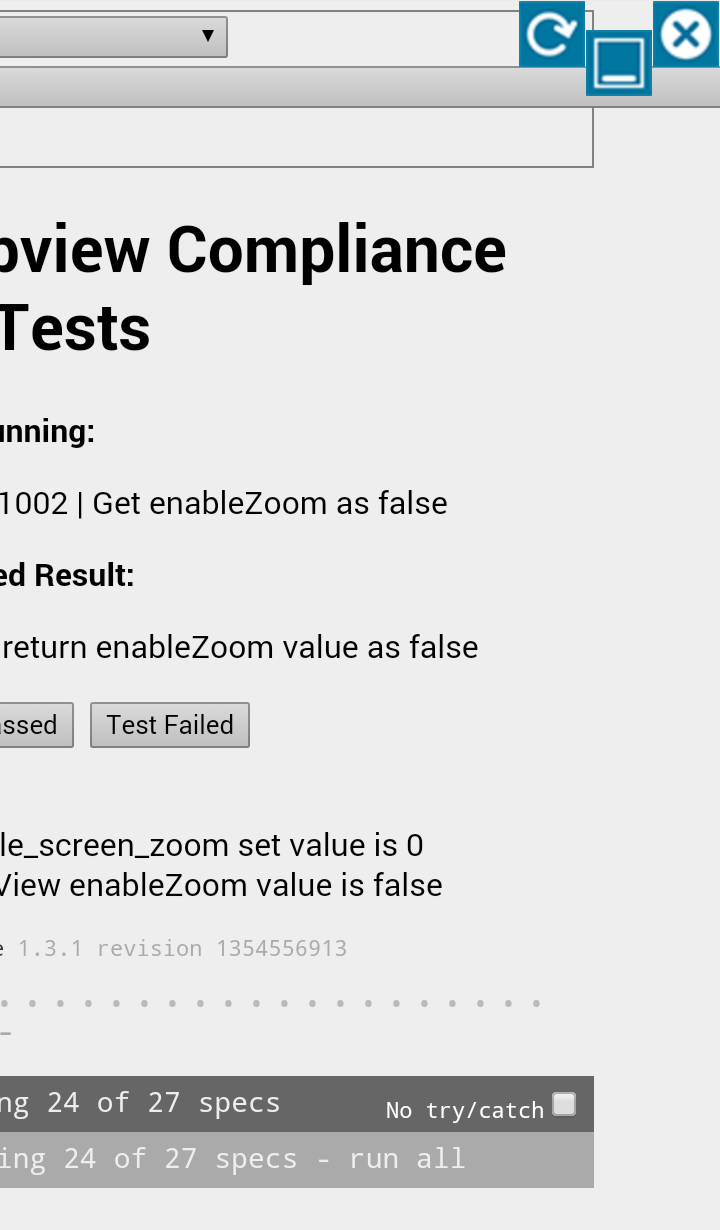 bview Compliance
Tests
unning:
1002 | Get enableZoom as false
ed Result:
return enableZoom value as false
assed
Test Failed
le_screen_zoom set value is 0
View enableZoom value is false
e 1.3.1 revision 1354556913
ng 24 of 27 specs
No try/catch
ing 24 of 27 specs - run all